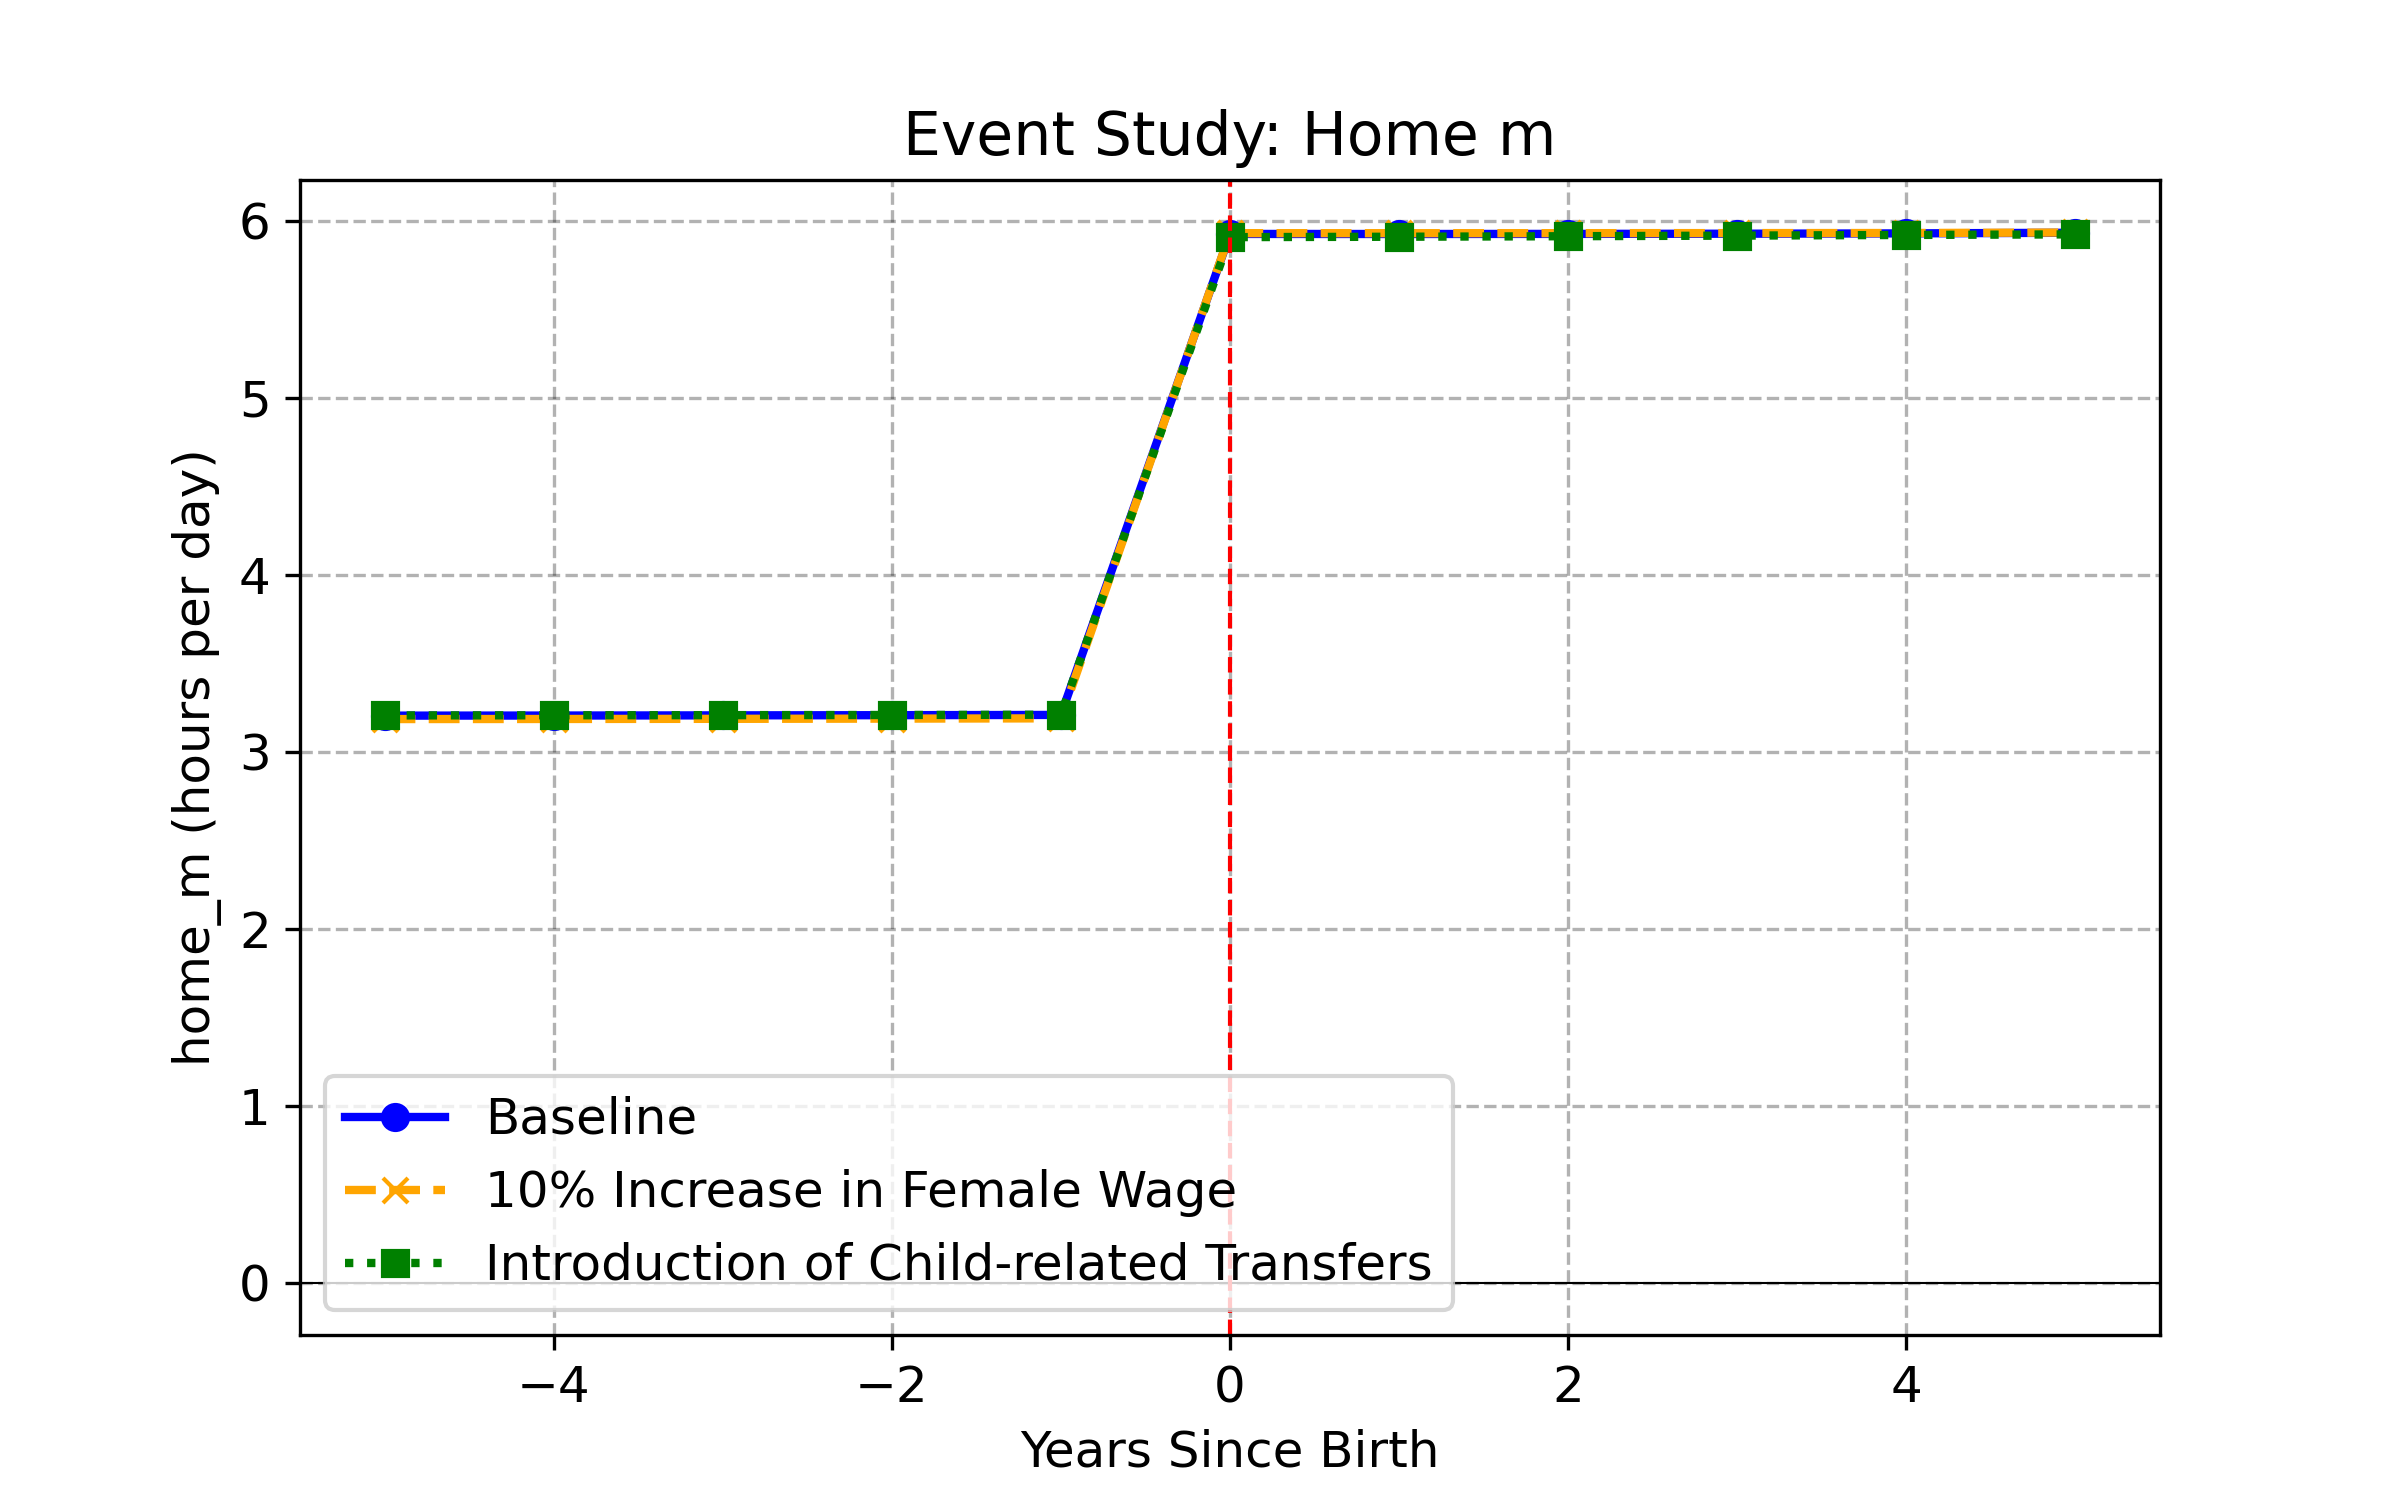 Event Study: Home m
home_m (hours per day)
6
5
4
3
2
1
0
Baseline
10% Increase in Female Wage
Introduction of Child-related Transfers
−4
−2
0
2
4
Years Since Birth